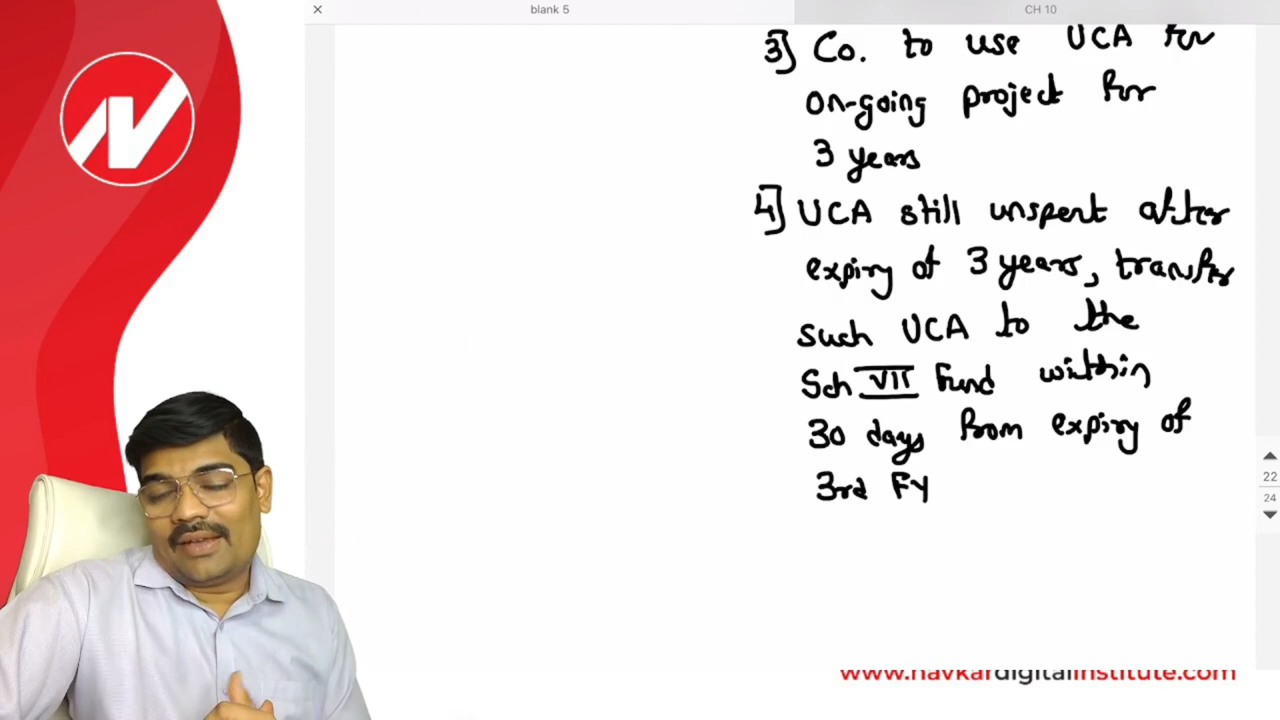 blank 5
CH 10
3] Co. to use UCA for
on-going project for
3 years
4] UCA still unspent after
expiry of 3 years, transfer
such UCA to the
Sch VII Fund within
30 days from expiry of
3rd FY
22
24
www.navkardigitalinstitute.com